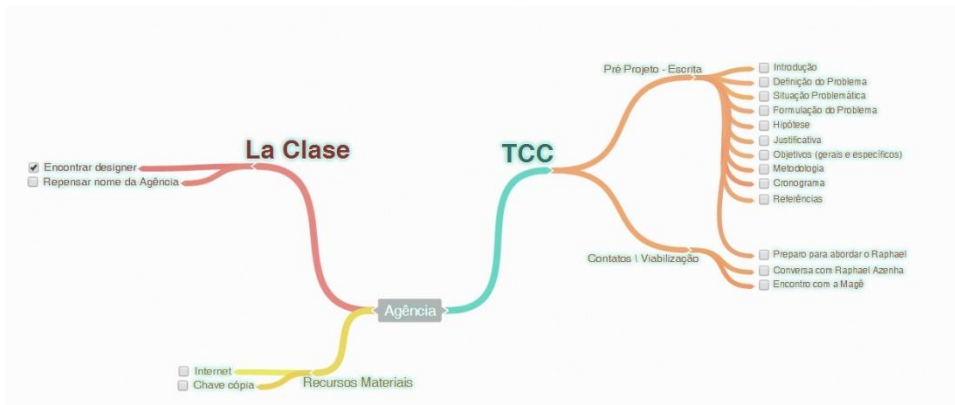 La Clase
Encontrar designer
Repensar nome da Agência
TCC
Pré Projeto - Escrita
Introdução
Definição do Problema
Situação Problemática
Formulação do Problema
Hipótese
Justificativa
Objetivos (gerais e específicos)
Metodologia
Cronograma
Referências
Contatos \ Viabilização
Preparo para abordar o Raphael
Conversa com Raphael Azenha
Encontro com a Magê
Agência
Recursos Materiais
Internet
Chave cópia